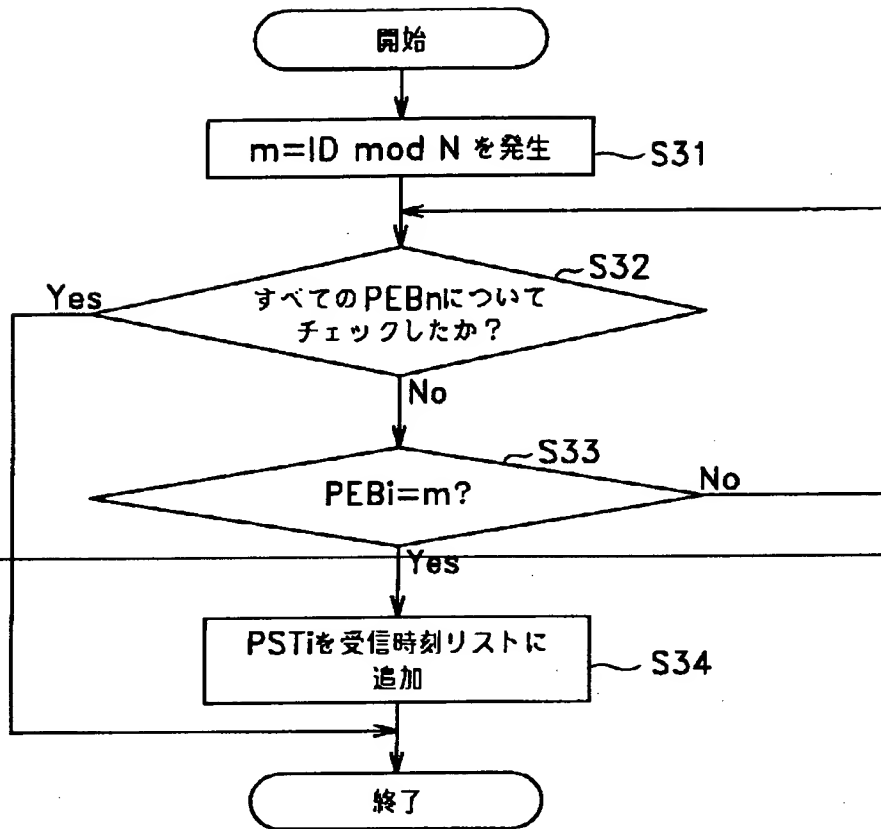 開始
m=ID mod N を発生
S31
S32
Yes
すべてのPEBnについて
チェックしたか？
No
S33
PEBi=m?
No
Yes
PSTiを受信時刻リストに
追加
S34
終了